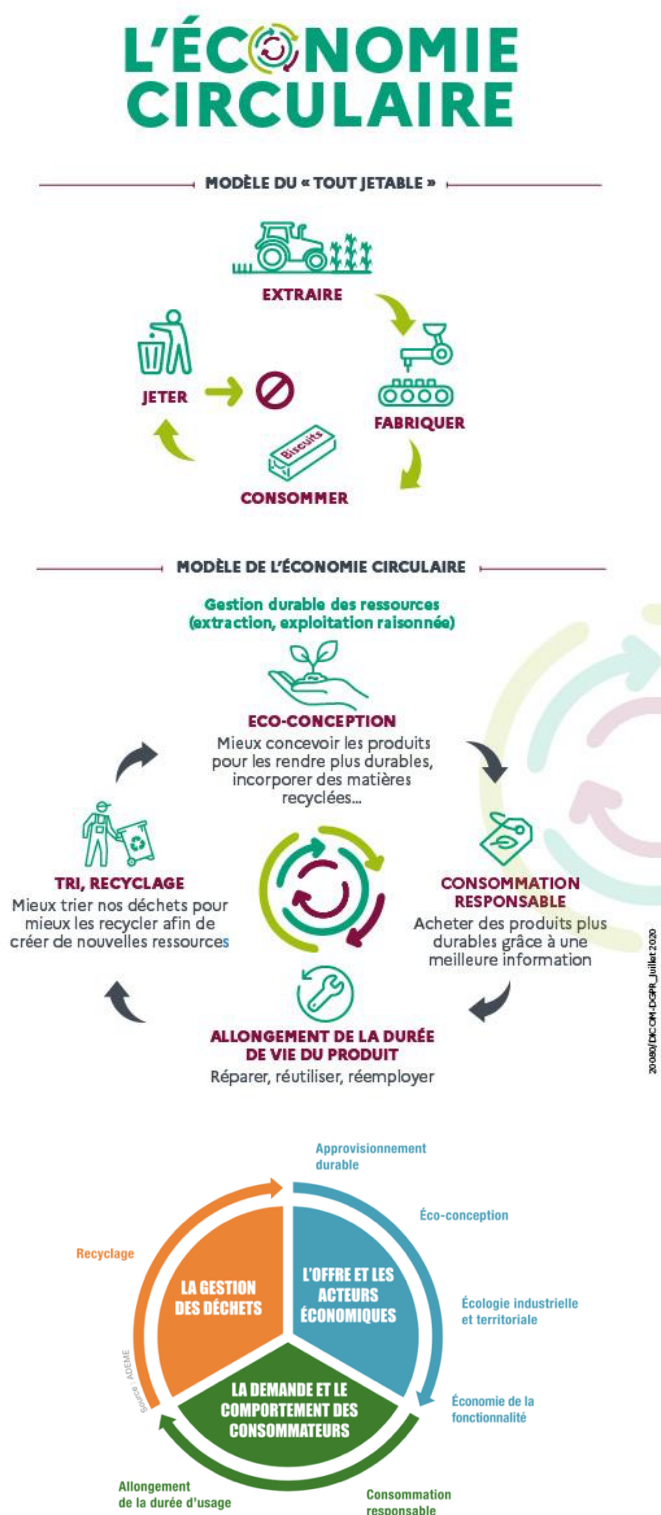 L'ÉCONOMIE
CIRCULAIRE
MODÈLE DU « TOUT JETABLE »
EXTRAIRE
FABRIQUER
Biscuits
CONSOMMER
JETER
MODÈLE DE L'ÉCONOMIE CIRCULAIRE
Gestion durable des ressources
(extraction, exploitation raisonnée)
ECO-CONCEPTION
Mieux concevoir les produits
pour les rendre plus durables,
incorporer des matières
recyclées...
CONSOMMATION
RESPONSABLE
Acheter des produits plus
durables grâce à une
meilleure information
ALLONGEMENT DE LA DURÉE
DE VIE DU PRODUIT
Réparer, réutiliser, réemployer
TRI, RECYCLAGE
Mieux trier nos déchets pour
mieux les recycler afin de
créer de nouvelles ressources
20080/DICOM-DGPR_Juillet 2020
Approvisionnement
durable
Éco-conception
Écologie industrielle
et territoriale
Économie de la
fonctionnalité
L'OFFRE ET LES
ACTEURS
ÉCONOMIQUES
LA DEMANDE ET LE
COMPORTEMENT DES
CONSOMMATEURS
Consommation
responsable
Allongement
de la durée d'usage
LA GESTION
DES DÉCHETS
Recyclage
Source : ADEME